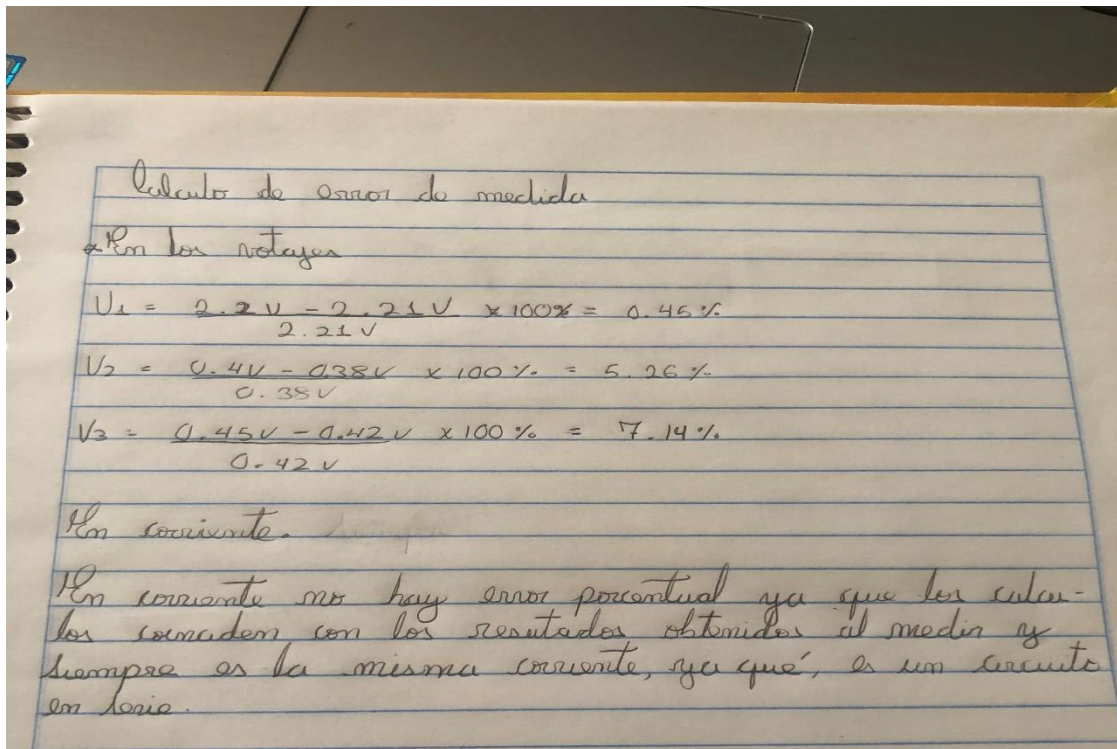 Calculo de error de medida
* En los votajes
V1 = 2.2V - 2.21V x 100% = 0.45%
2.21V
V2 = 0.4V - 0.38V x 100% = 5.26%
0.38V
V3 = 0.45V - 0.42V x 100% = 7.14%
0.42V
En corriente.
En corriente no hay error porcentual ya que los calcu-
los coinciden con los resutados obtenidos al medir y
siempre es la misma corriente, ya qué, es un circuito
en serie.